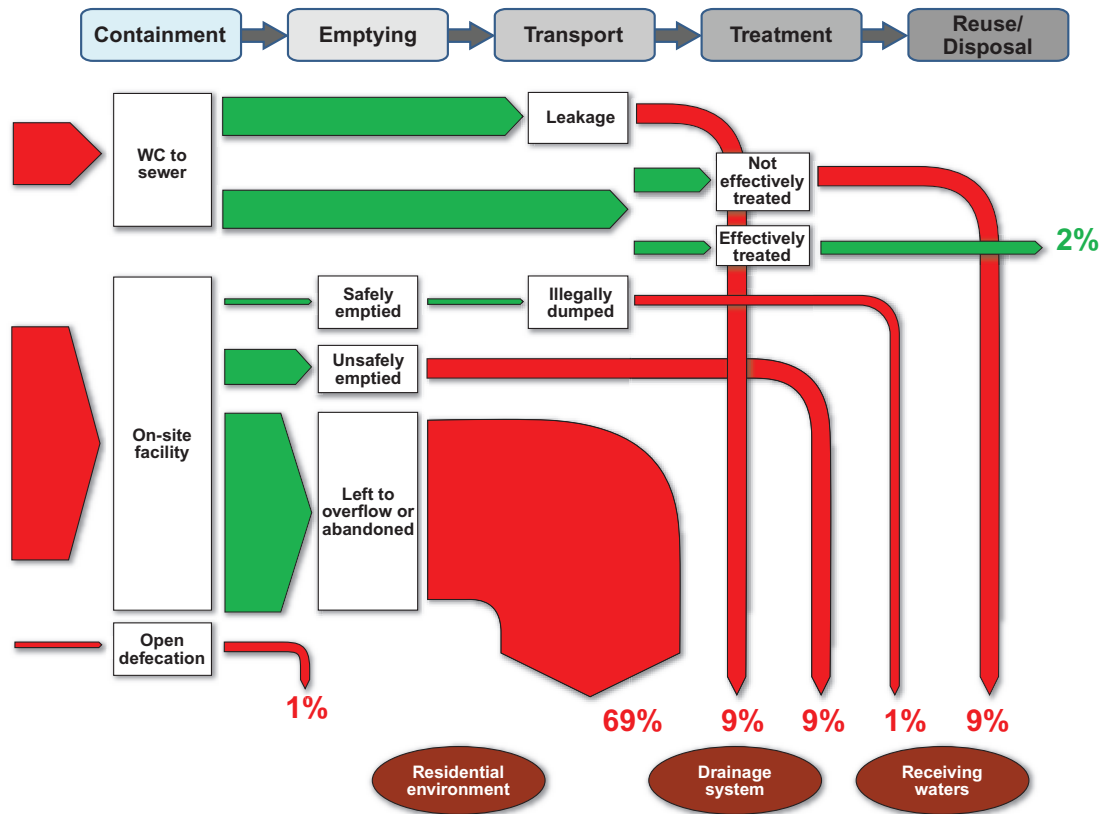 Containment
Emptying
Transport
Treatment
Reuse/
Disposal
WC to
sewer
Leakage
Not
effectively
treated
Effectively
treated
2%
On-site
facility
Safely
emptied
Illegally
dumped
Unsafely
emptied
Left to
overflow or
abandoned
Open
defecation
1%
69%
9%
9%
1%
9%
Residential
environment
Drainage
system
Receiving
waters